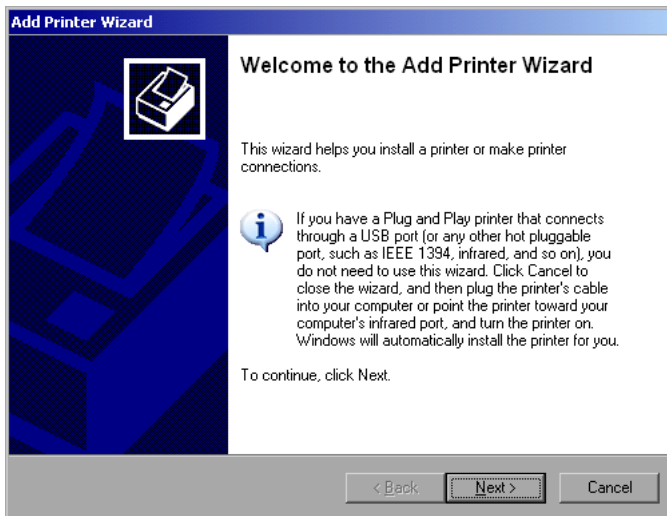 Add Printer Wizard
Welcome to the Add Printer Wizard
This wizard helps you install a printer or make printer
connections.
If you have a Plug and Play printer that connects
through a USB port (or any other hot pluggable
port, such as IEEE 1394, infrared, and so on), you
do not need to use this wizard. Click Cancel to
close the wizard, and then plug the printer's cable
into your computer or point the printer toward your
computer's infrared port, and turn the printer on.
Windows will automatically install the printer for you.
To continue, click Next.
< Back Next > Cancel